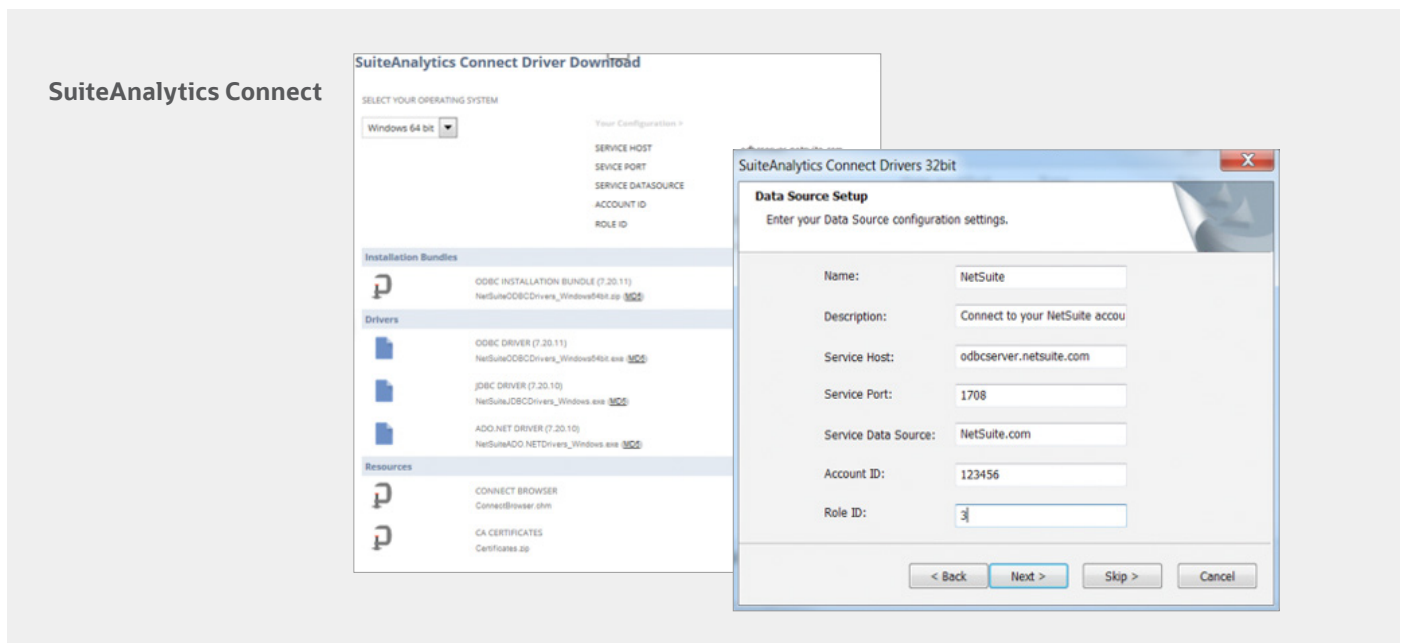 SuiteAnalytics Connect
SuiteAnalytics Connect Driver Download
SELECT YOUR OPERATING SYSTEM
Windows 64 bit
Your Configuration >
SERVICE HOST
SEVICE PORT
SERVICE DATASOURCE
ACCOUNT ID
ROLE ID
Installation Bundles
ODBC INSTALLATION BUNDLE (7.20.11)
NetSuiteODBCDrivers_Windows64bit.zip (MD5)
Drivers
ODBC DRIVER (7.20.11)
NetSuiteODBCDrivers_Windows64bit.exe (MD5)
JDBC DRIVER (7.20.10)
NetSuiteJDBCDrivers_Windows.exe (MD5)
ADO.NET DRIVER (7.20.10)
NetSuiteADO.NETDrivers_Windows.exe (MD5)
Resources
CONNECT BROWSER
ConnectBrowser.chm
CA CERTIFICATES
Certificates.zip
SuiteAnalytics Connect Drivers 32bit
Data Source Setup
Enter your Data Source configuration settings.
Name: NetSuite
Description: Connect to your NetSuite accou
Service Host: odbcserver.netsuite.com
Service Port: 1708
Service Data Source: NetSuite.com
Account ID: 123456
Role ID: 3
< Back Next > Skip > Cancel